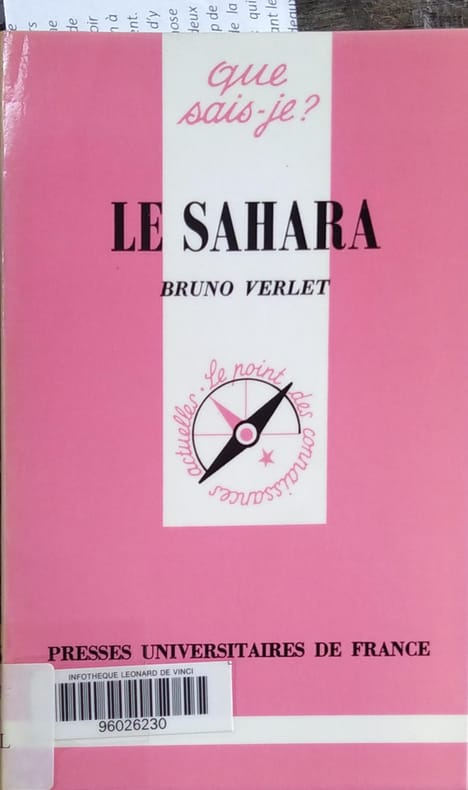 que
sais-je?
LE SAHARA
BRUNO VERLET
Le point des connaissances actuelles.
PRESSES UNIVERSITAIRES DE FRANCE
INFOTHEQUE LEONARD DE VINCI
96026230
L